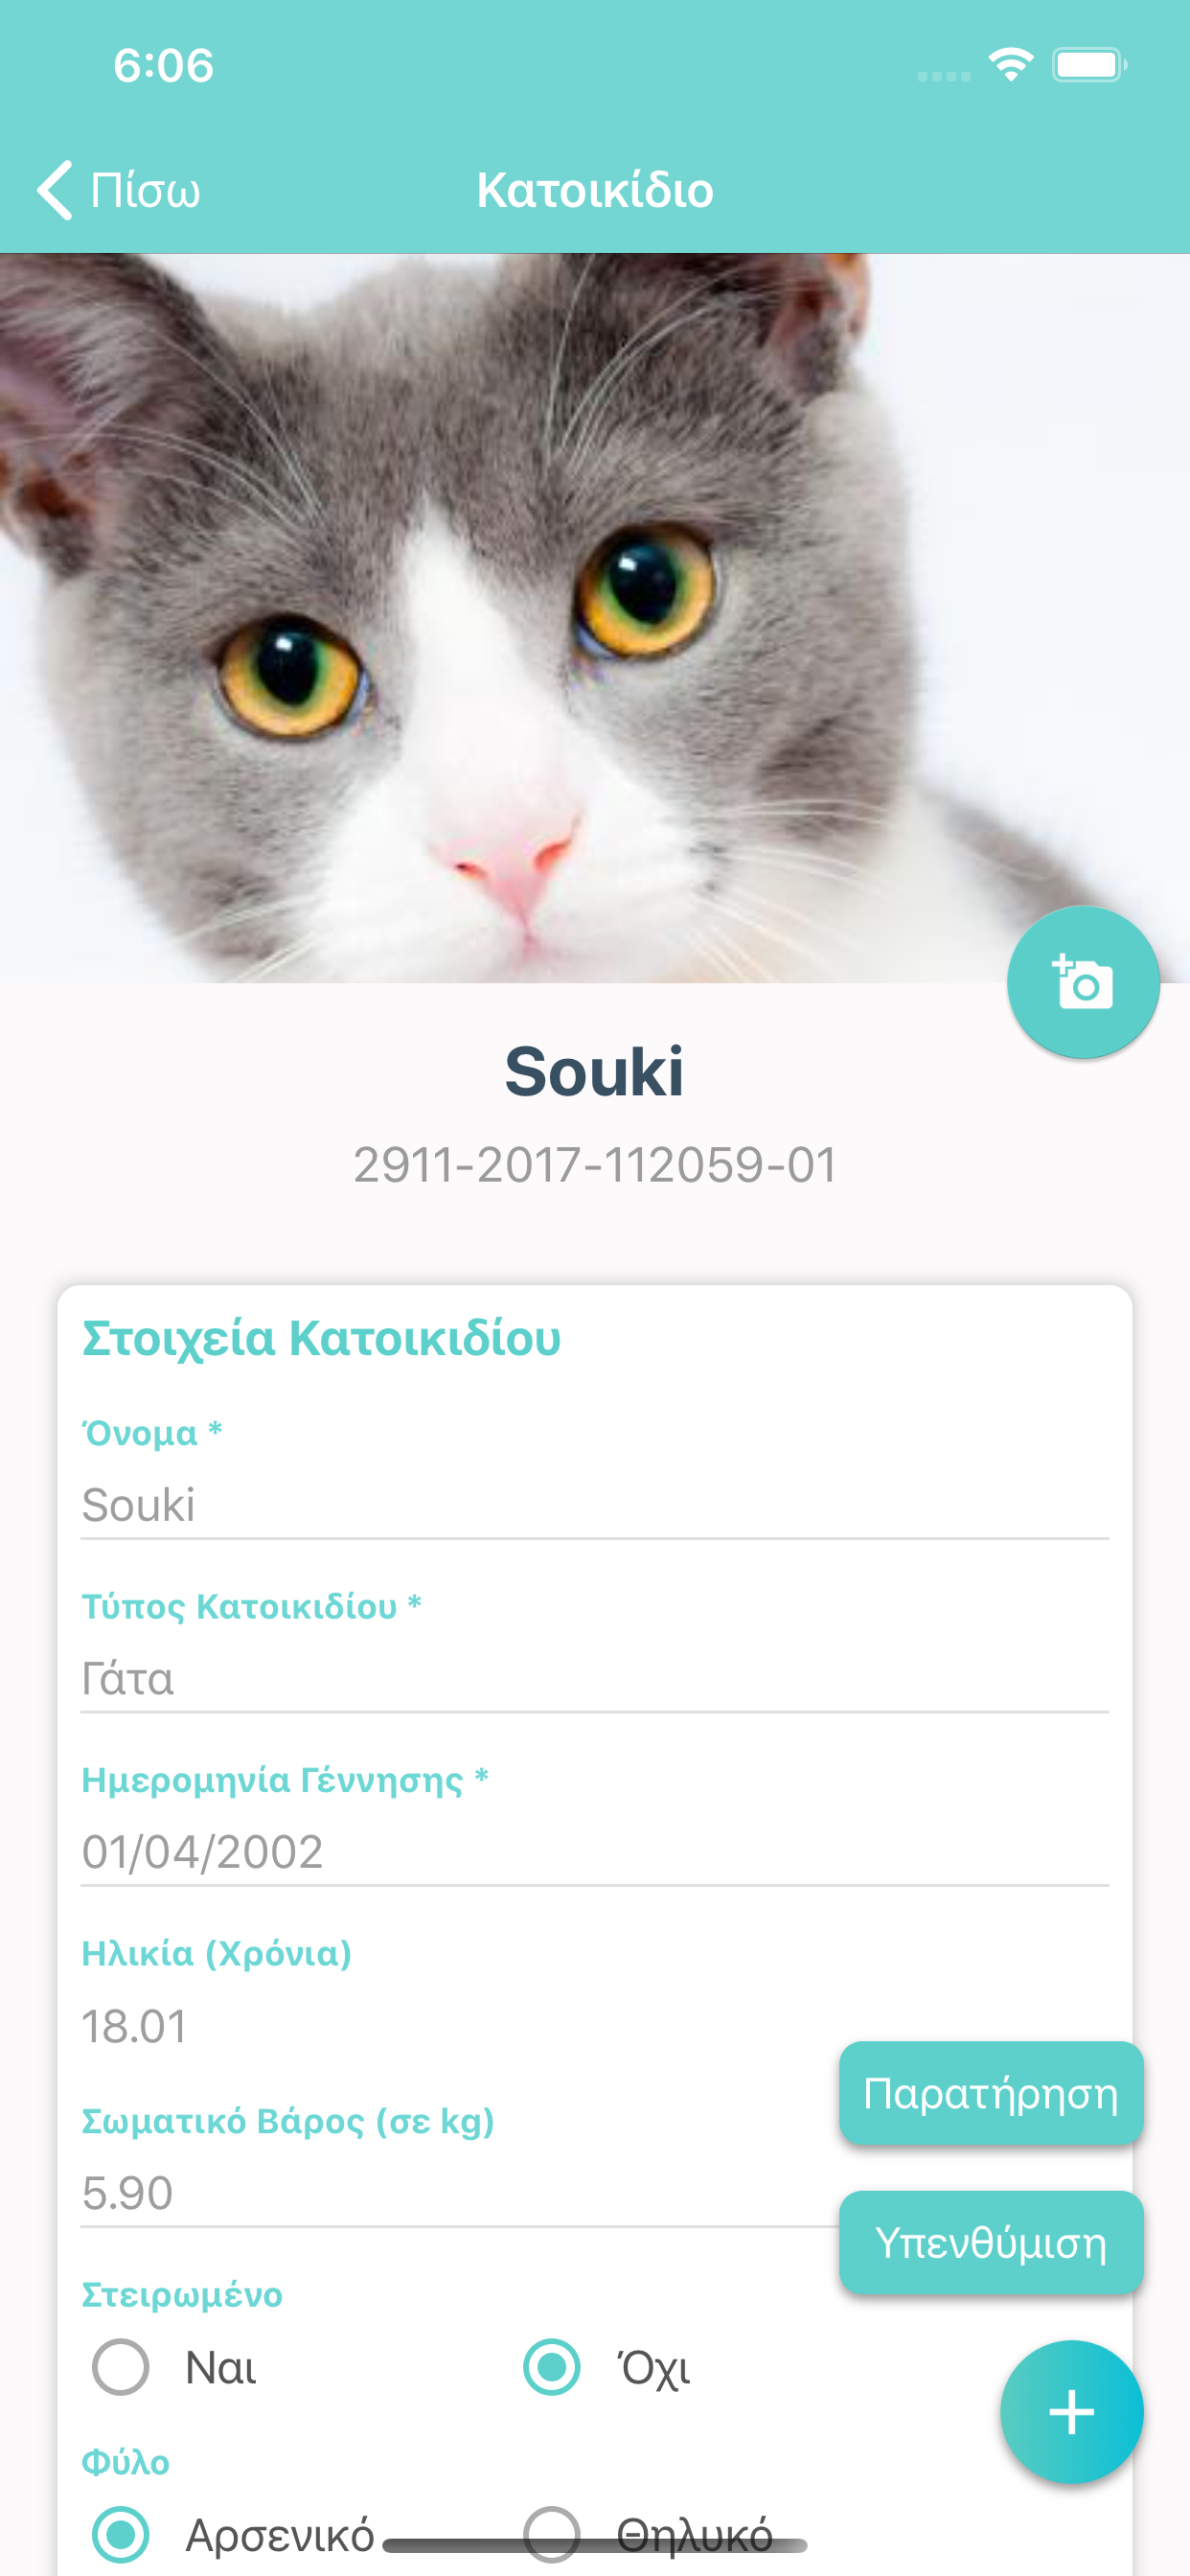 6:06
Πίσω
Κατοικίδιο
Souki
2911-2017-112059-01
Στοιχεία Κατοικιδίου
Όνομα *
Souki
Τύπος Κατοικιδίου *
Γάτα
Ημερομηνία Γέννησης *
01/04/2002
Ηλικία (Χρόνια)
18.01
Παρατήρηση
Σωματικό Βάρος (σε kg)
5.90
Υπενθύμιση
Στειρωμένο
Ναι Όχι
Φύλο
Αρσενικό Θηλυκό